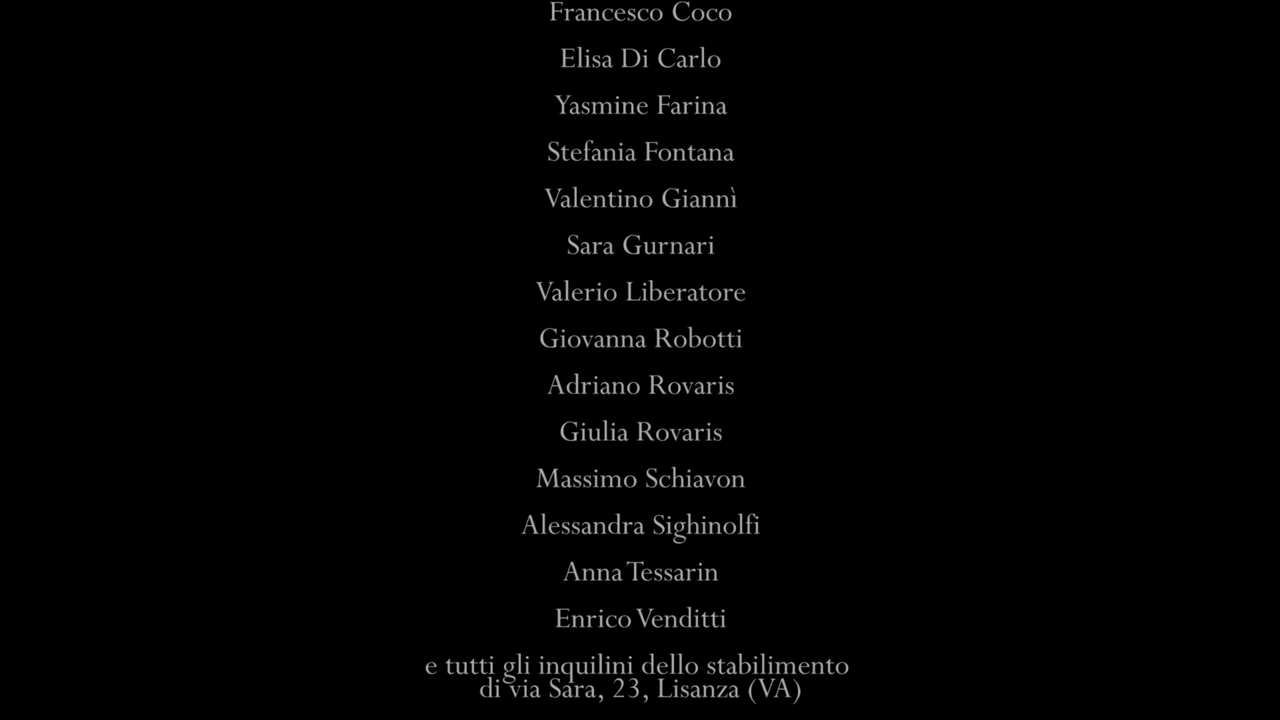 Francesco Coco
Elisa Di Carlo
Yasmine Farina
Stefania Fontana
Valentino Giannì
Sara Gurnari
Valerio Liberatore
Giovanna Robotti
Adriano Rovaris
Giulia Rovaris
Massimo Schiavon
Alessandra Sighinolfi
Anna Tessarin
Enrico Venditti
e tutti gli inquilini dello stabilimento
di via Sara, 23, Lisanza (VA)